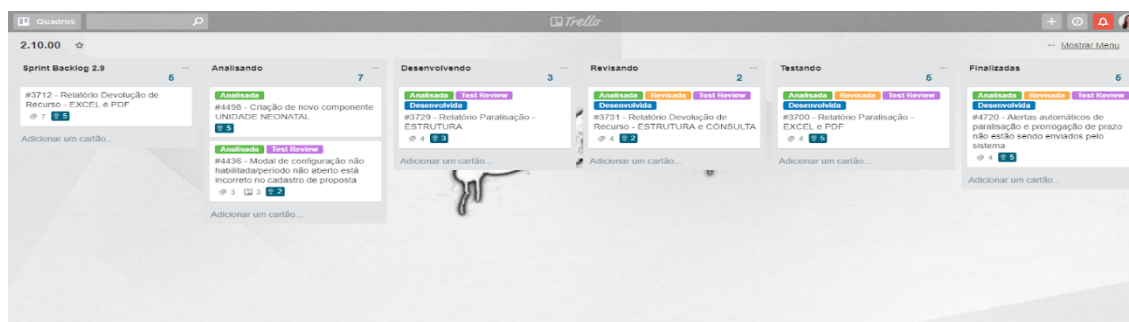 Quadros
Trello
2.10.00
Mostrar Menu
Sprint Backlog 2.9
5
#3712 - Relatório Devolução de
Recurso - EXCEL e PDF
7 5
Adicionar um cartão...
Analisando
7
Analisada
#4498 - Criação de novo componente
UNIDADE NEONATAL
5
Analisada Test Review
#4436 - Modal de configuração não
habilitada/período não aberto está
incorreto no cadastro de proposta
3 3 2
Adicionar um cartão...
Desenvolvendo
3
Analisada Test Review
Desenvolvida
#3729 - Relatório Paralisação -
ESTRUTURA
4 3
Adicionar um cartão...
Revisando
2
Analisada Revisada Test Review
Desenvolvida
#3731 - Relatório Devolução de
Recurso - ESTRUTURA e CONSULTA
4 2
Adicionar um cartão...
Testando
5
Analisada Revisada Test Review
Desenvolvida
#3700 - Relatório Paralisação -
EXCEL e PDF
4 5
Adicionar um cartão...
Finalizadas
5
Analisada Revisada Test Review
Desenvolvida
#4720 - Alertas automáticos de
paralisação e prorrogação de prazo
não estão sendo enviados pelo
sistema
4 5
Adicionar um cartão...